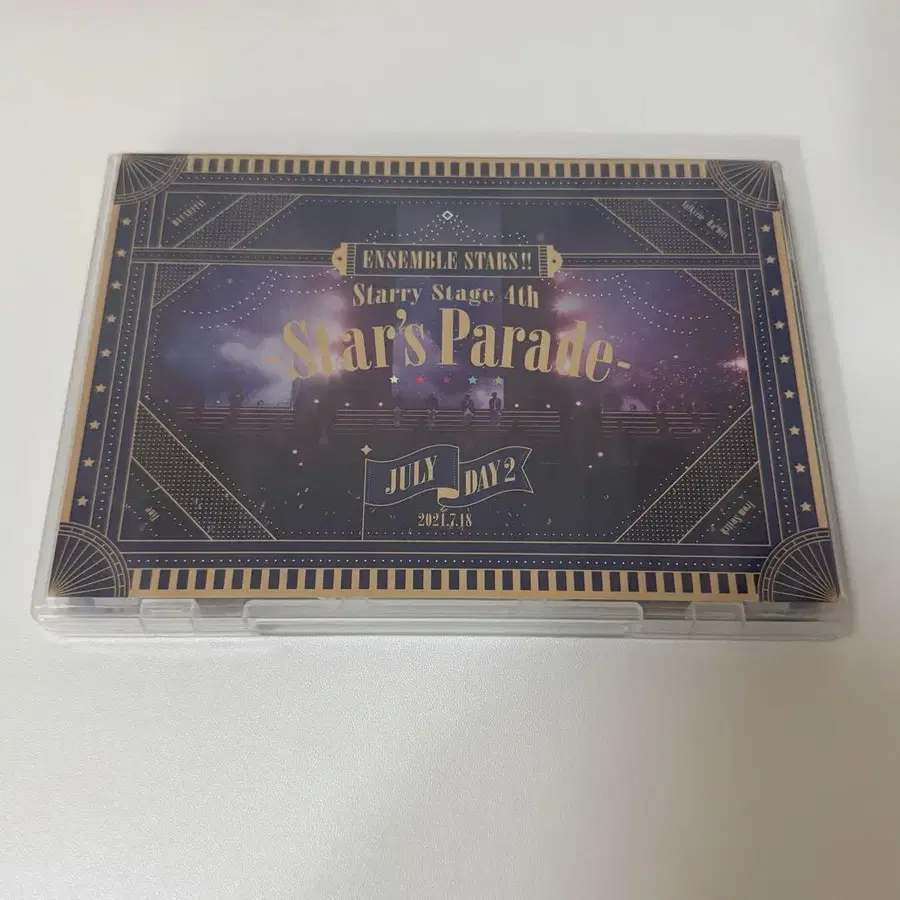 ENSEMBLE STARS!!
Starry Stage 4th
-Star's Parade-
JULY DAY 2
2021.7.18